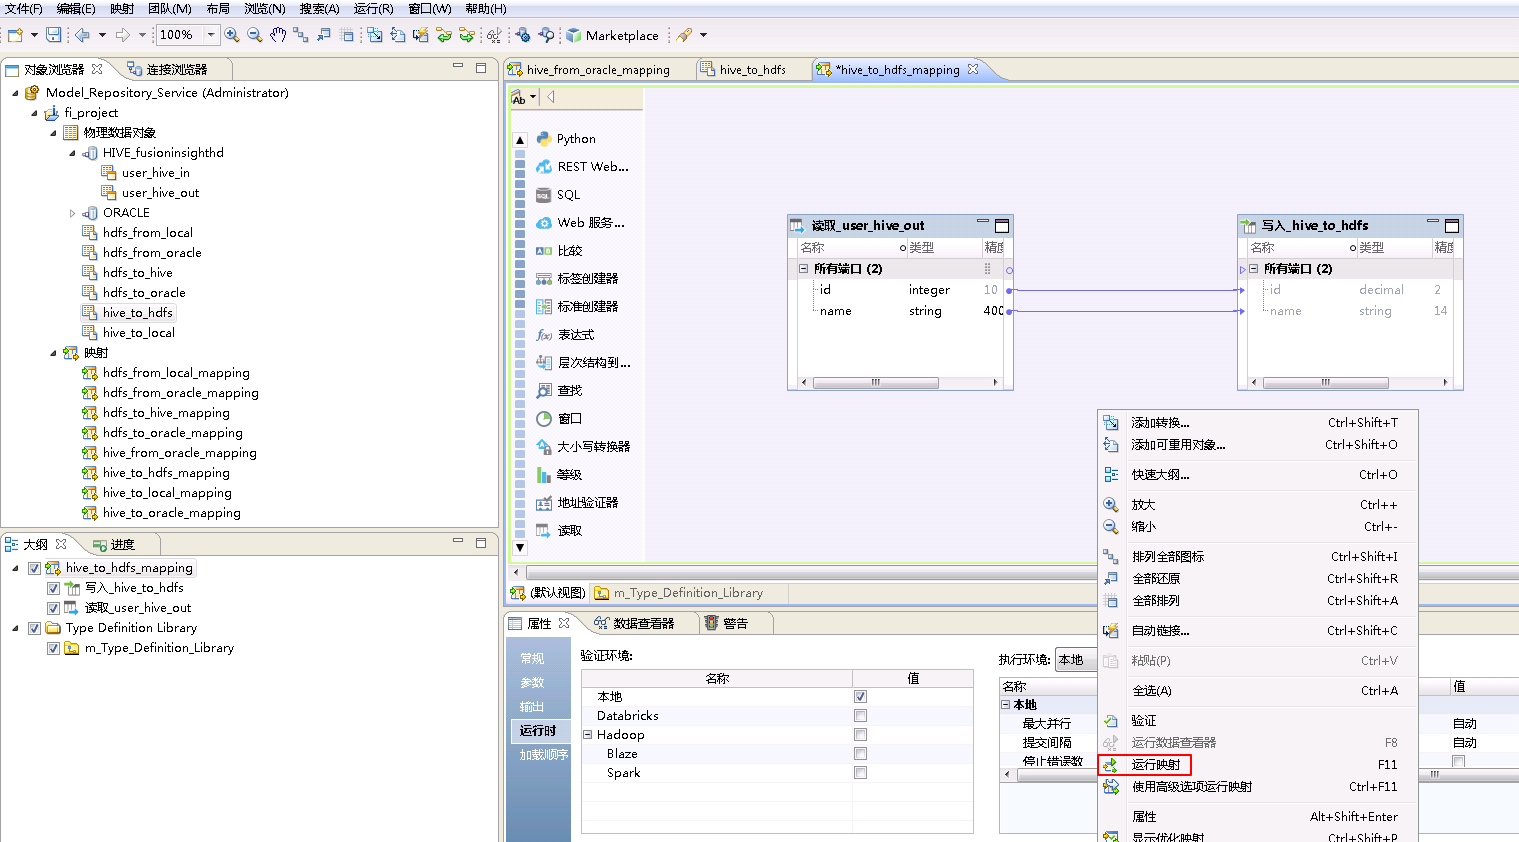 文件(F) 编辑(E) 映射 团队(M) 布局 浏览(N) 搜索(A) 运行(R) 窗口(W) 帮助(H)
100% Marketplace
对象浏览器 连接浏览器
Model_Repository_Service (Administrator)
fi_project
物理数据对象
HIVE_fusioninsighthd
user_hive_in
user_hive_out
ORACLE
hdfs_from_local
hdfs_from_oracle
hdfs_to_hive
hdfs_to_oracle
hive_to_hdfs
hive_to_local
映射
hdfs_from_local_mapping
hdfs_from_oracle_mapping
hdfs_to_hive_mapping
hdfs_to_oracle_mapping
hive_from_oracle_mapping
hive_to_hdfs_mapping
hive_to_local_mapping
hive_to_oracle_mapping
大纲 进度
hive_to_hdfs_mapping
写入_hive_to_hdfs
读取_user_hive_out
Type Definition Library
m_Type_Definition_Library
hive_from_oracle_mapping hive_to_hdfs *hive_to_hdfs_mapping
Ab
Python
REST Web...
SQL
Web 服务...
比较
标签创建器
标准创建器
表达式
层次结构到...
查找
窗口
大小写转换器
等级
地址验证器
读取
读取_user_hive_out
名称 类型 精度
所有端口 (2)
id integer 10
name string 400
写入_hive_to_hdfs
名称 类型 精度
所有端口 (2)
id decimal 2
name string 14
(默认视图) m_Type_Definition_Library
属性 数据查看器 警告
常规
参数
输出
运行时
加载顺序
验证环境:
名称 值
本地
Databricks
Hadoop
Blaze
Spark
执行环境: 本地
名称 值
本地
最大并行 自动
提交间隔 自动
停止错误数
添加转换... Ctrl+Shift+T
添加可重用对象... Ctrl+Shift+O
快速大纲... Ctrl+O
放大 Ctrl++
缩小 Ctrl+-
排列全部图标 Ctrl+Shift+I
全部还原 Ctrl+Shift+R
全部排列 Ctrl+Shift+A
自动链接... Ctrl+Shift+C
粘贴(P) Ctrl+V
全选(A) Ctrl+A
验证
运行数据查看器 F8
运行映射 F11
使用高级选项运行映射 Ctrl+F11
属性 Alt+Shift+Enter
显示优化映射 Ctrl+Shift+P